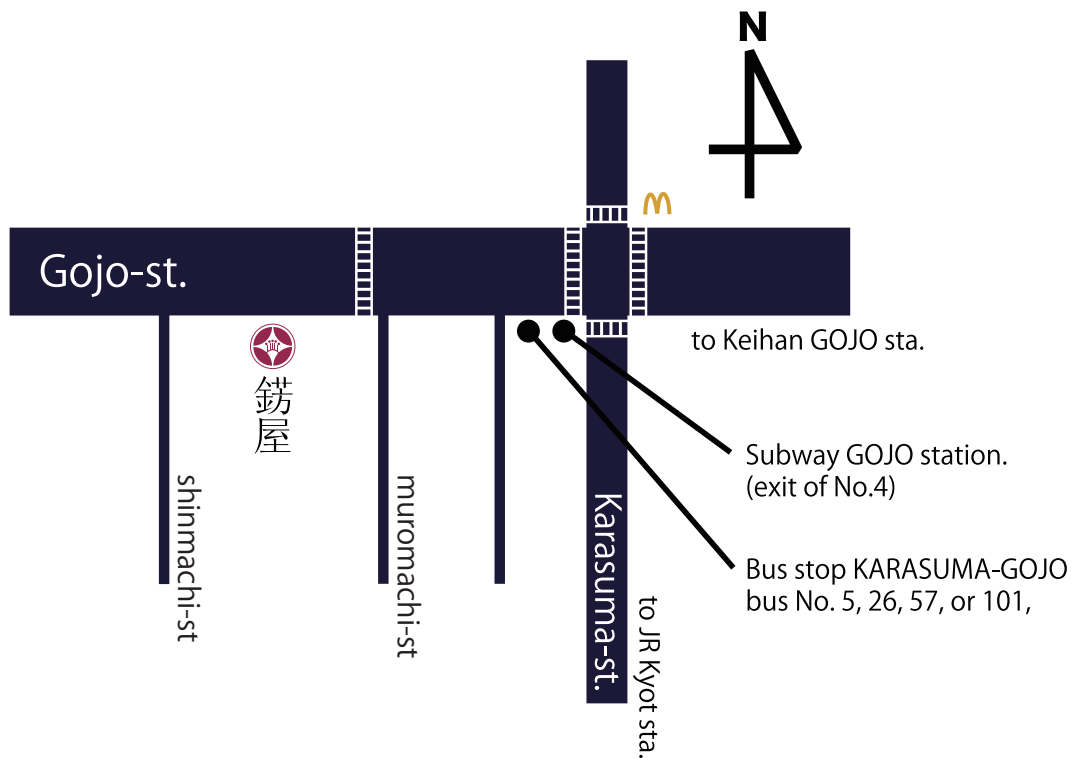 N
Gojo-st.
to Keihan GOJO sta.
錺屋
Subway GOJO station.
(exit of No.4)
shinmachi-st
muromachi-st
Karasuma-st.
Bus stop KARASUMA-GOJO
bus No. 5, 26, 57, or 101,
to JR Kyot sta.